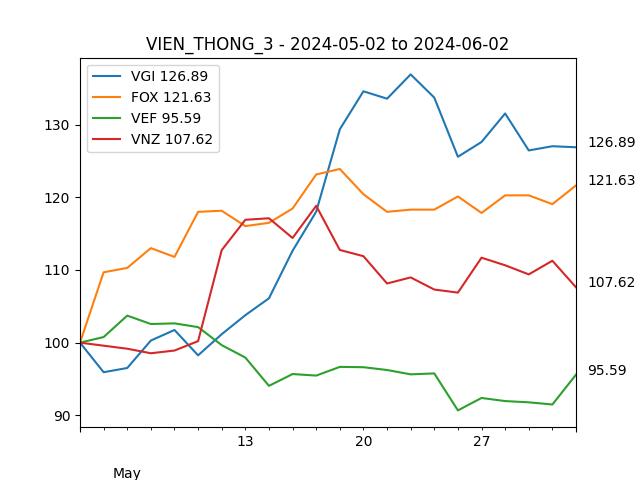 VIEN_THONG_3 - 2024-05-02 to 2024-06-02
VGI 126.89
FOX 121.63
VEF 95.59
VNZ 107.62
130
120
110
100
90
126.89
121.63
107.62
95.59
13
20
27
May